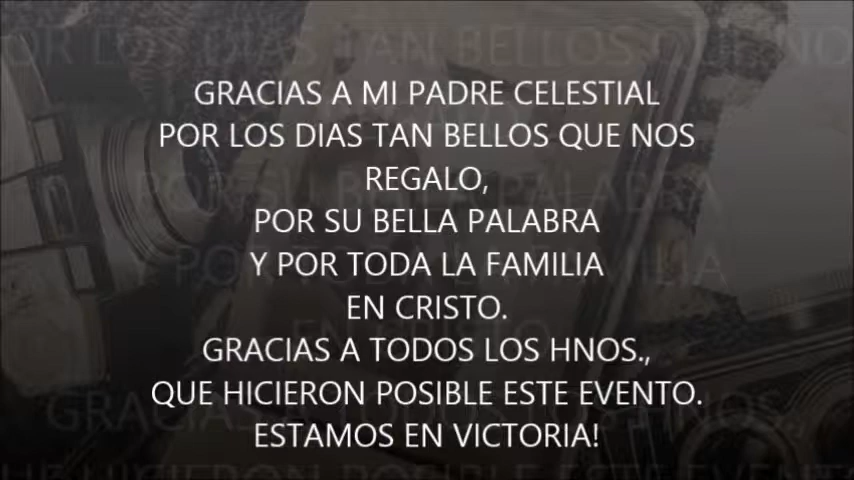 GRACIAS A MI PADRE CELESTIAL
POR LOS DIAS TAN BELLOS QUE NOS
REGALO,
POR SU BELLA PALABRA
Y POR TODA LA FAMILIA
EN CRISTO.
GRACIAS A TODOS LOS HNOS.,
QUE HICIERON POSIBLE ESTE EVENTO.
ESTAMOS EN VICTORIA!